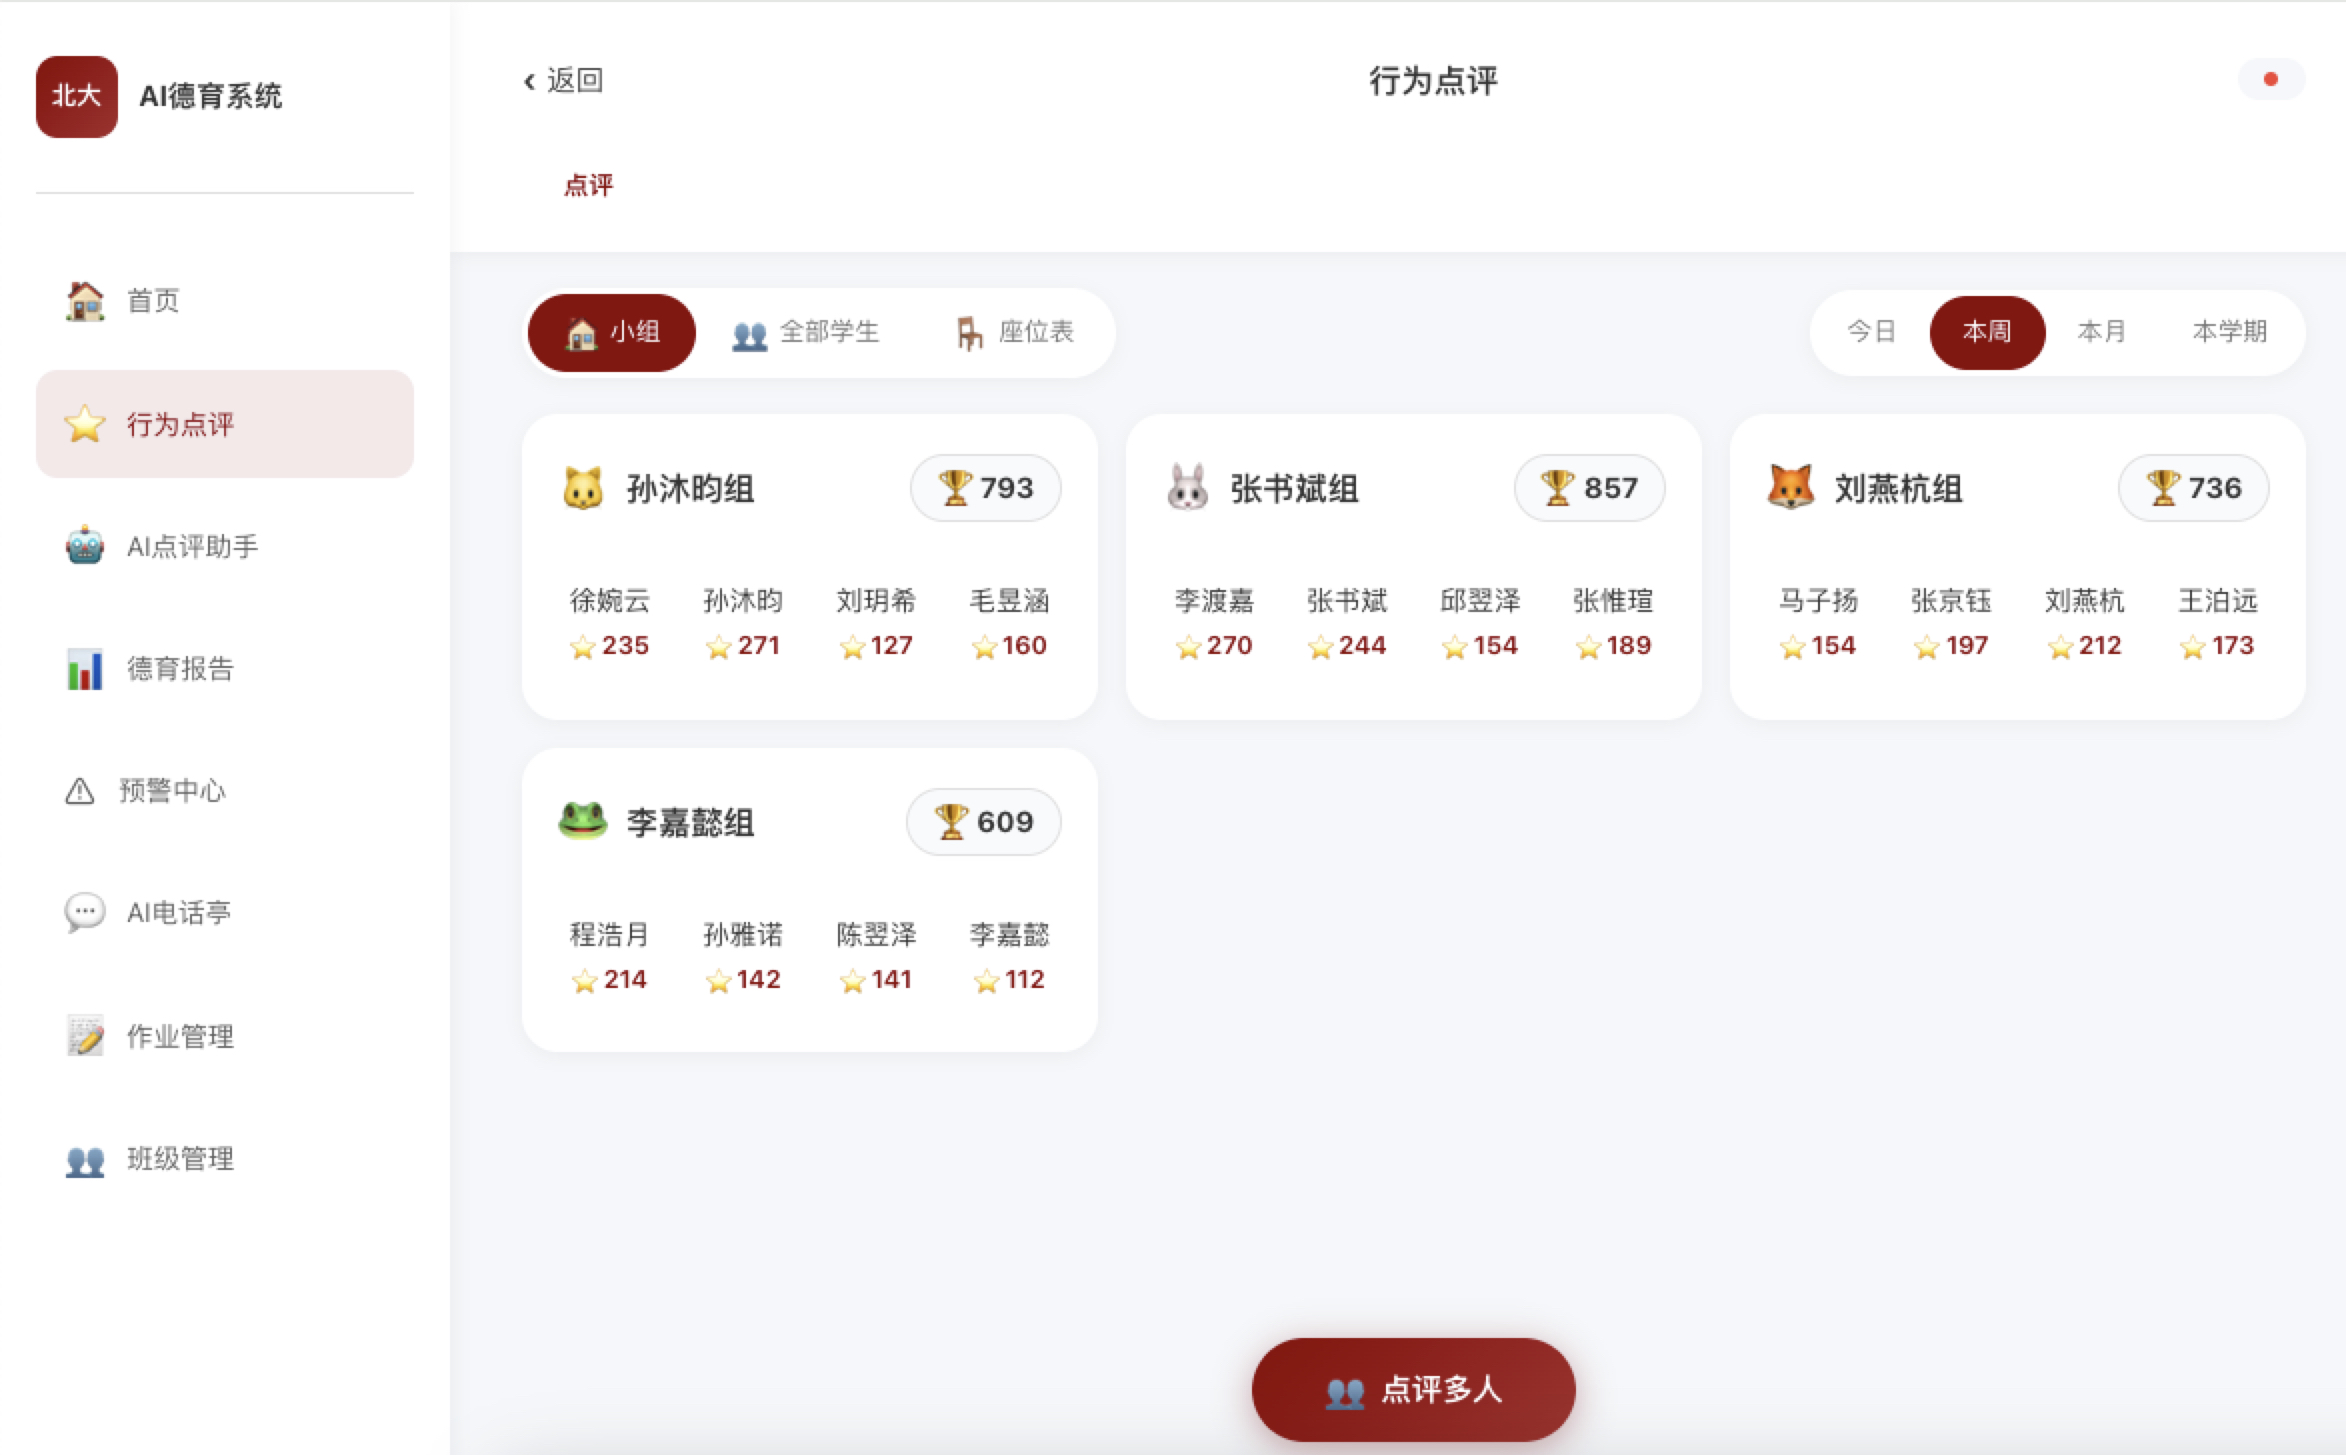 北大 AI德育系统
首页
行为点评
AI点评助手
德育报告
预警中心
AI电话亭
作业管理
班级管理
返回
行为点评
点评
小组 全部学生 座位表
今日 本周 本月 本学期
孙沐昀组 793
徐婉云 孙沐昀 刘玥希 毛昱涵
235 271 127 160
张书斌组 857
李渡嘉 张书斌 邱翌泽 张惟瑄
270 244 154 189
刘燕杭组 736
马子扬 张京钰 刘燕杭 王泊远
154 197 212 173
李嘉懿组 609
程浩月 孙雅诺 陈翌泽 李嘉懿
214 142 141 112
点评多人